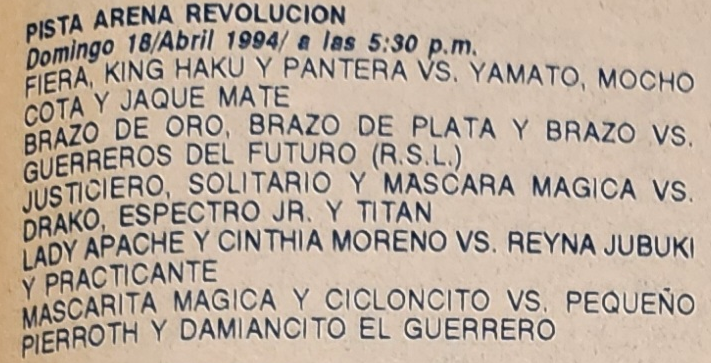 PISTA ARENA REVOLUCION
Domingo 18/Abril 1994/ a las 5:30 p.m.
FIERA, KING HAKU Y PANTERA VS. YAMATO, MOCHO
COTA Y JAQUE MATE
BRAZO DE ORO, BRAZO DE PLATA Y BRAZO VS.
GUERREROS DEL FUTURO (R.S.L.)
JUSTICIERO, SOLITARIO Y MASCARA MAGICA VS.
DRAKO, ESPECTRO JR. Y TITAN
LADY APACHE Y CINTHIA MORENO VS. REYNA JUBUKI
Y PRACTICANTE
MASCARITA MAGICA Y CICLONCITO VS. PEQUEÑO
PIERROTH Y DAMIANCITO EL GUERRERO